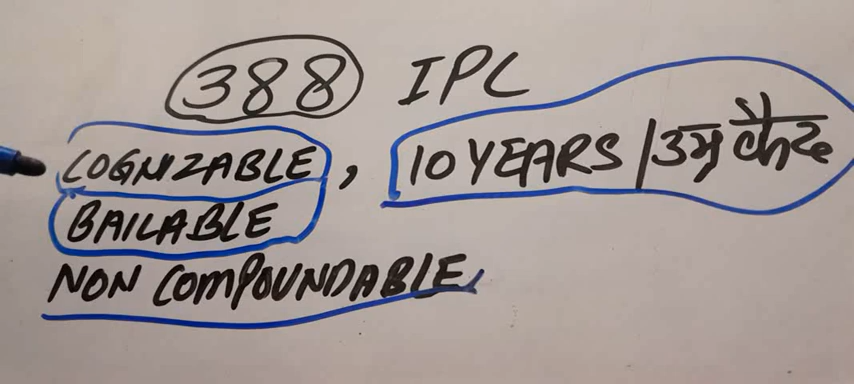 388 IPC
COGNIZABLE, 10 YEARS / उम्र कैद
BAILABLE
NON COMPOUNDABLE